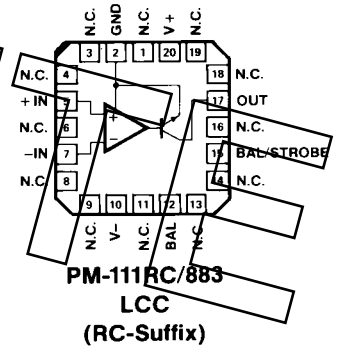 N.C. GND N.C. V+ N.C.
3 2 1 20 19
N.C. 4 18 N.C.
+IN 5 17 OUT
N.C. 6 16 N.C.
−IN 7 15 BAL/STROBE
N.C. 8 14 N.C.
+
−
9 10 11 12 13
N.C. V− N.C. BAL N.C.
PM-111RC/883
LCC
(RC-Suffix)